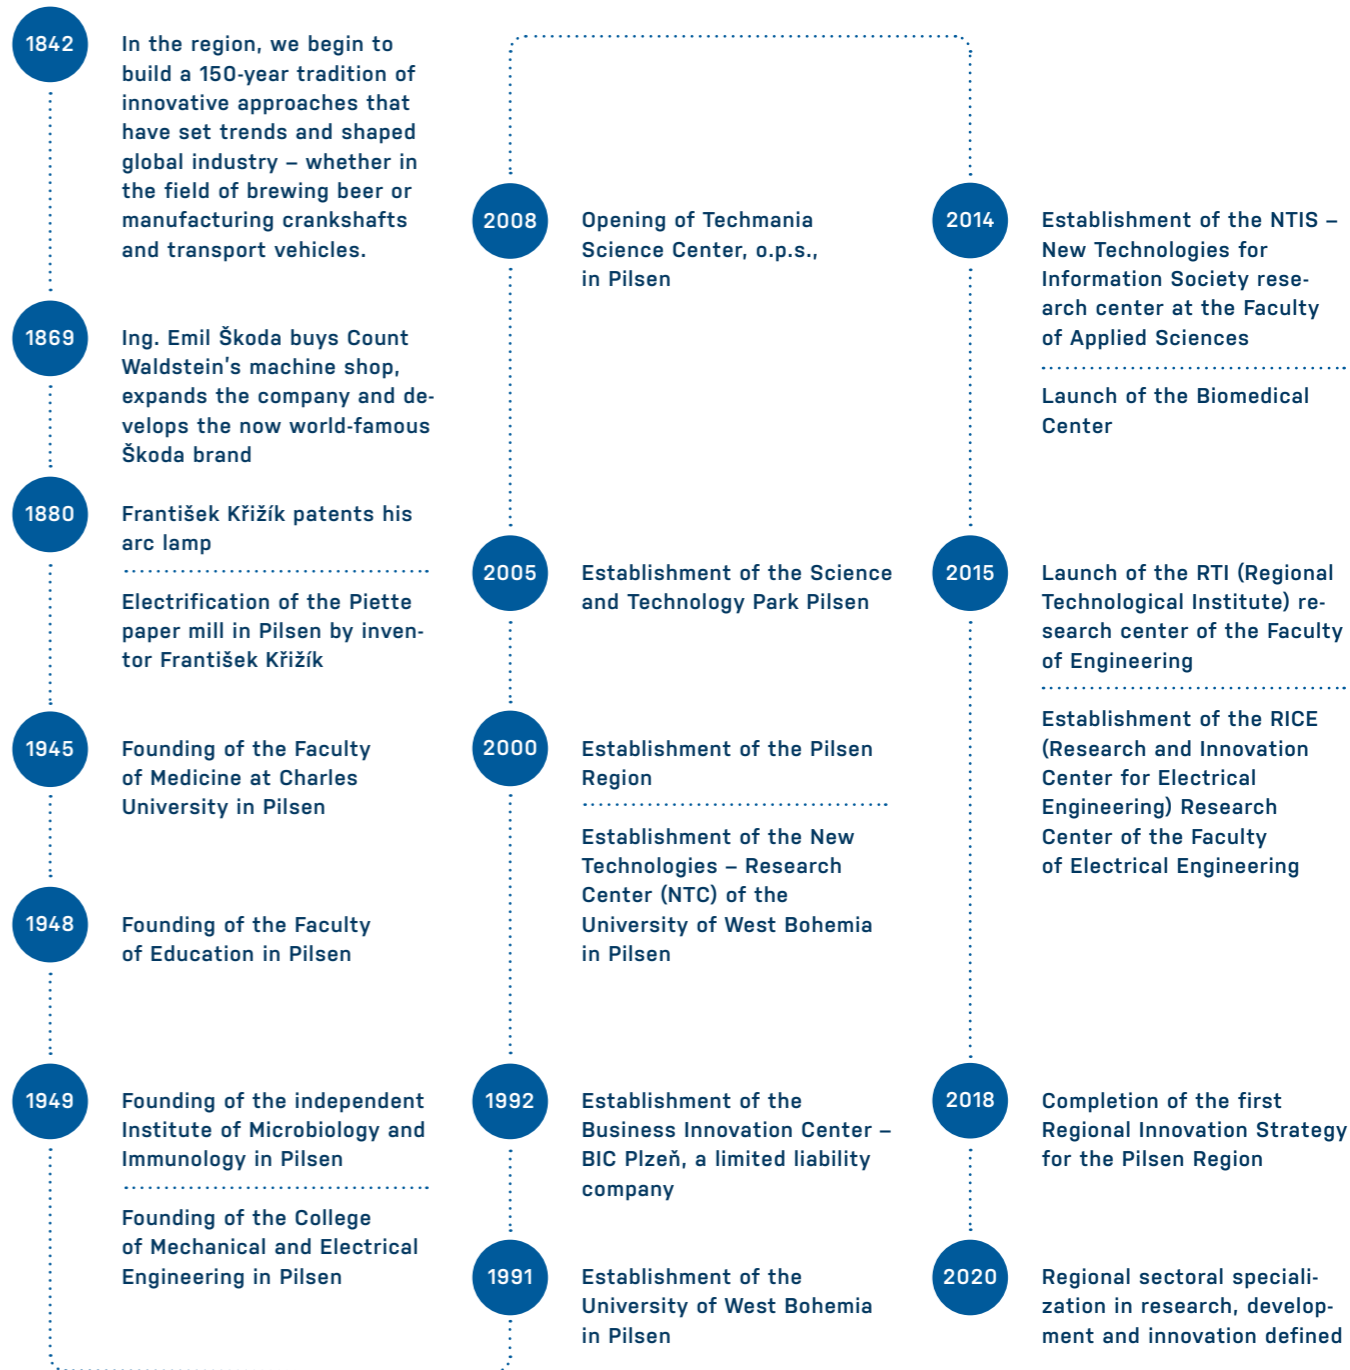 1842
In the region, we begin to
build a 150-year tradition of
innovative approaches that
have set trends and shaped
global industry – whether in
the field of brewing beer or
manufacturing crankshafts
and transport vehicles.
1869
Ing. Emil Škoda buys Count
Waldstein's machine shop,
expands the company and de-
velops the now world-famous
Škoda brand
1880
František Křižík patents his
arc lamp
Electrification of the Piette
paper mill in Pilsen by inven-
tor František Křižík
1945
Founding of the Faculty
of Medicine at Charles
University in Pilsen
1948
Founding of the Faculty
of Education in Pilsen
1949
Founding of the independent
Institute of Microbiology and
Immunology in Pilsen
Founding of the College
of Mechanical and Electrical
Engineering in Pilsen
1991
Establishment of the
University of West Bohemia
in Pilsen
1992
Establishment of the
Business Innovation Center –
BIC Plzeň, a limited liability
company
2000
Establishment of the Pilsen
Region
Establishment of the New
Technologies – Research
Center (NTC) of the
University of West Bohemia
in Pilsen
2005
Establishment of the Science
and Technology Park Pilsen
2008
Opening of Techmania
Science Center, o.p.s.,
in Pilsen
2014
Establishment of the NTIS –
New Technologies for
Information Society rese-
arch center at the Faculty
of Applied Sciences
Launch of the Biomedical
Center
2015
Launch of the RTI (Regional
Technological Institute) re-
search center of the Faculty
of Engineering
Establishment of the RICE
(Research and Innovation
Center for Electrical
Engineering) Research
Center of the Faculty
of Electrical Engineering
2018
Completion of the first
Regional Innovation Strategy
for the Pilsen Region
2020
Regional sectoral speciali-
zation in research, develop-
ment and innovation defined